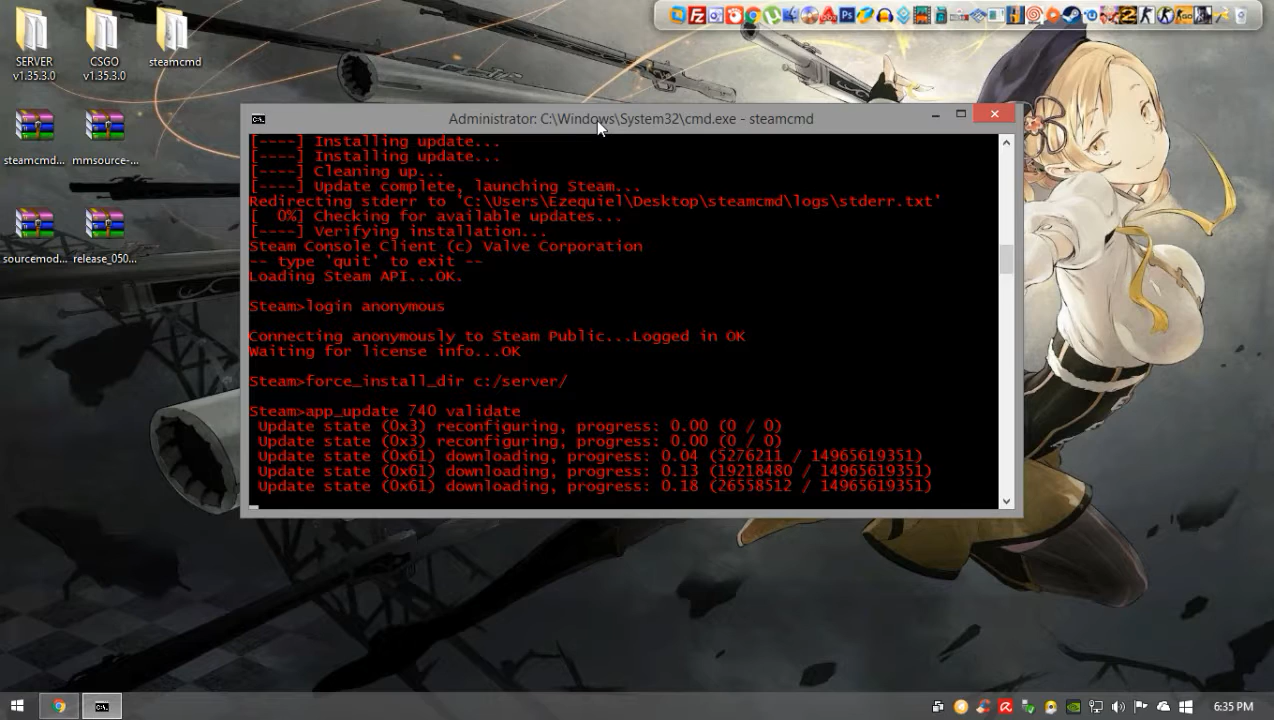 SERVER
v1.35.3.0
CSGO
v1.35.3.0
steamcmd
steamcmd...
mmsource-...
sourcemod...
release_050...
Administrator: C:\Windows\System32\cmd.exe - steamcmd
[----] Installing update...
[----] Installing update...
[----] Cleaning up...
[----] Update complete, launching Steam...
Redirecting stderr to 'C:\Users\Ezequiel\Desktop\steamcmd\logs\stderr.txt'
[  0%] Checking for available updates...
[----] Verifying installation...
Steam Console Client (c) Valve Corporation
-- type 'quit' to exit --
Loading Steam API...OK.
Steam>login anonymous
Connecting anonymously to Steam Public...Logged in OK
Waiting for license info...OK
Steam>force_install_dir c:/server/
Steam>app_update 740 validate
Update state (0x3) reconfiguring, progress: 0.00 (0 / 0)
Update state (0x3) reconfiguring, progress: 0.00 (0 / 0)
Update state (0x61) downloading, progress: 0.04 (5276211 / 14965619351)
Update state (0x61) downloading, progress: 0.13 (19218480 / 14965619351)
Update state (0x61) downloading, progress: 0.18 (26558512 / 14965619351)
6:35 PM